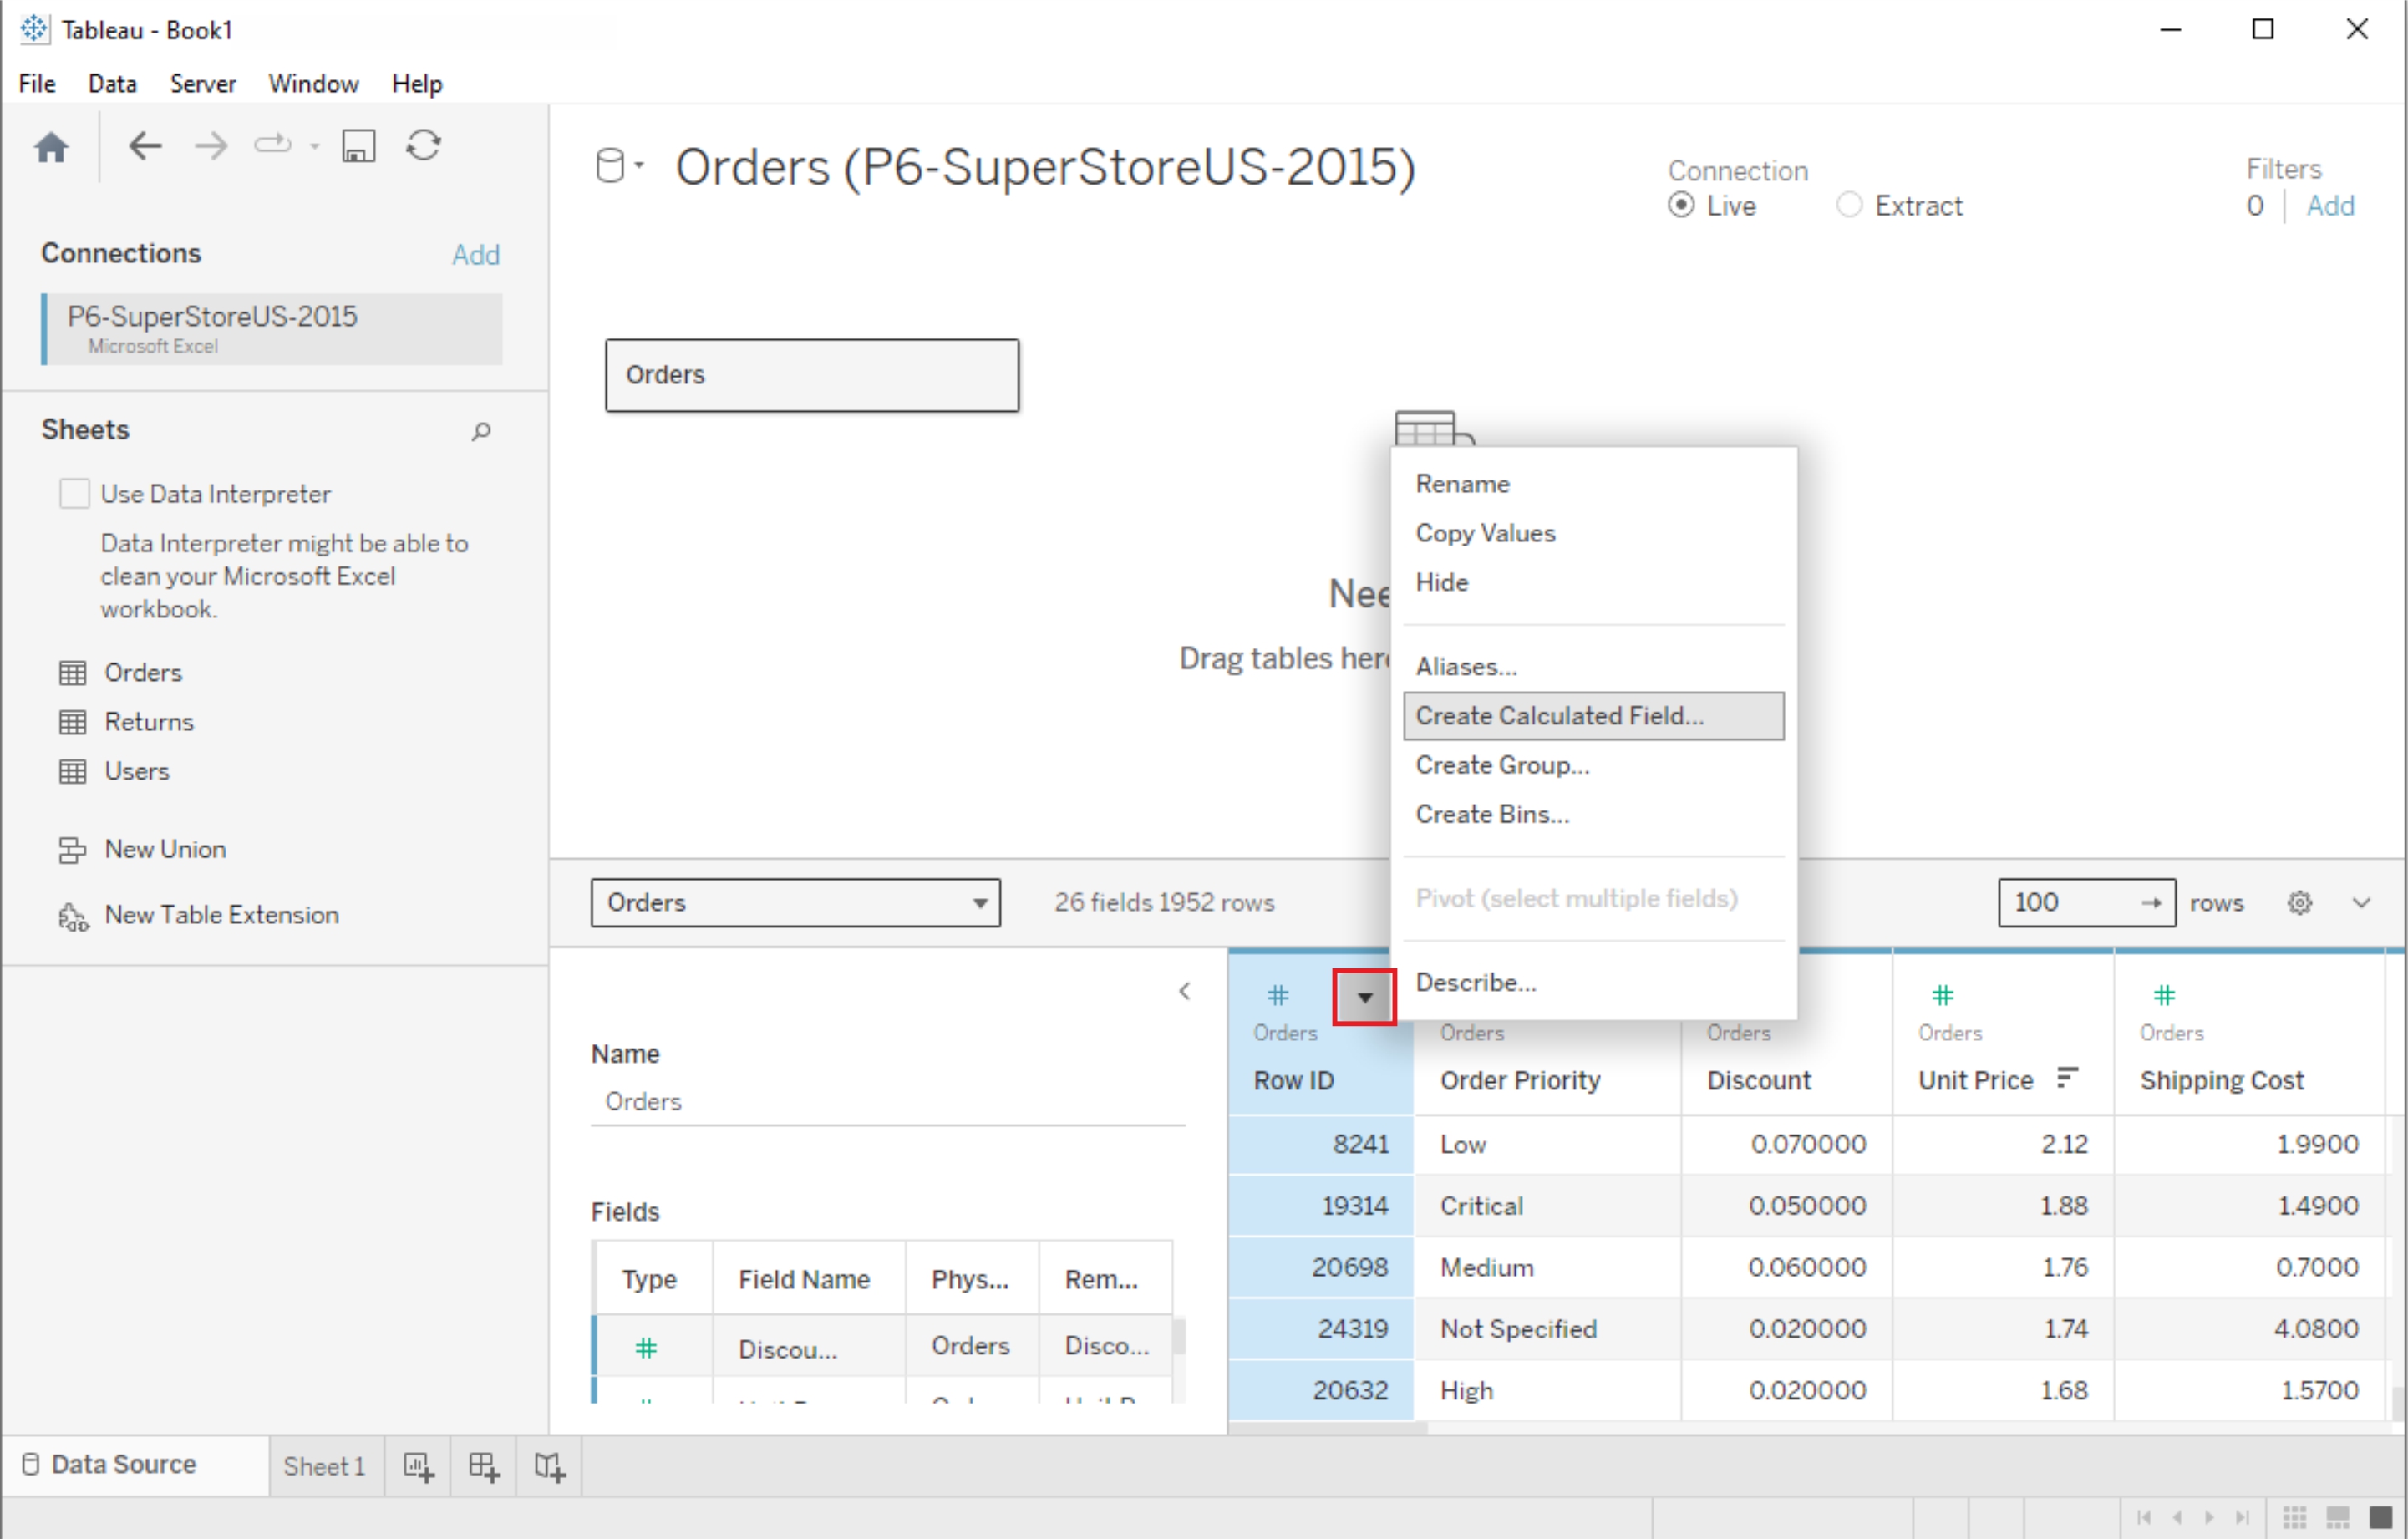 Tableau - Book1
File Data Server Window Help
Orders (P6-SuperStoreUS-2015)
Connection
Live Extract
Filters
0 Add
Connections Add
P6-SuperStoreUS-2015
Microsoft Excel
Sheets
Use Data Interpreter
Data Interpreter might be able to
clean your Microsoft Excel
workbook.
Orders
Returns
Users
New Union
New Table Extension
Orders
Nee
Drag tables her
Rename
Copy Values
Hide
Aliases...
Create Calculated Field...
Create Group...
Create Bins...
Pivot (select multiple fields)
Describe...
Orders 26 fields 1952 rows 100 rows
Name
Orders
Fields
Type Field Name Phys... Rem...
# Discou... Orders Disco...
# # #
Orders Orders Orders Orders Orders
Row ID Order Priority Discount Unit Price Shipping Cost
8241 Low 0.070000 2.12 1.9900
19314 Critical 0.050000 1.88 1.4900
20698 Medium 0.060000 1.76 0.7000
24319 Not Specified 0.020000 1.74 4.0800
20632 High 0.020000 1.68 1.5700
Data Source Sheet 1